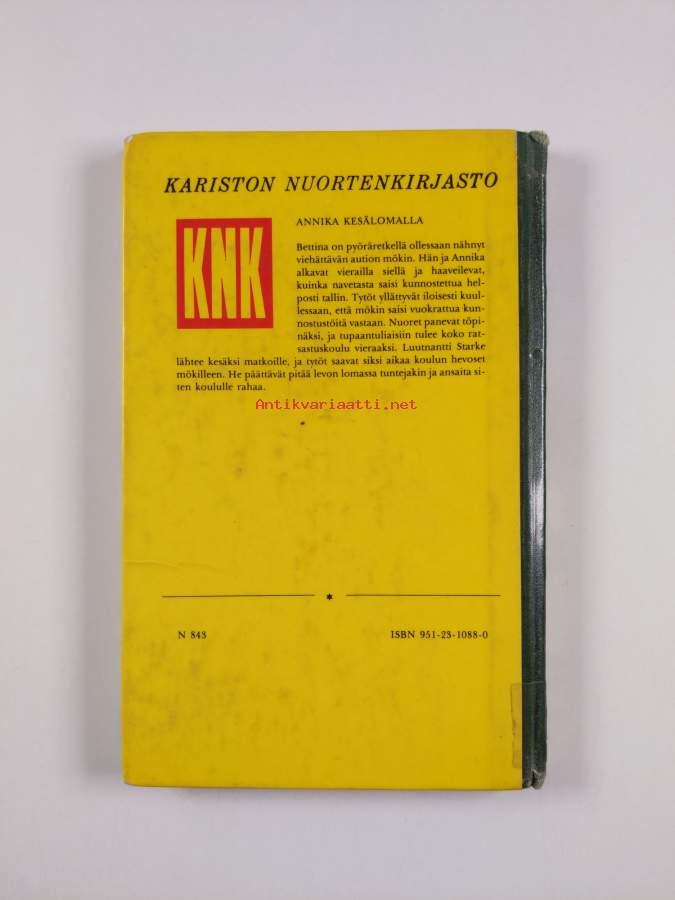 KARISTON NUORTENKIRJASTO
KNK
ANNIKA KESÄLOMALLA
Bettina on pyöräretkellä ollessaan nähnyt
viehättävän aution mökin. Hän ja Annika
alkavat vierailla siellä ja haaveilevat,
kuinka navetasta saisi kunnostettua hel-
posti tallin. Tytöt yllättyvät iloisesti kuul-
lessaan, että mökin saisi vuokrattua kun-
nostustöitä vastaan. Nuoret panevat töpi-
näksi, ja tupaantuliaisiin tulee koko rat-
sastuskoulu vieraaksi. Luutnantti Starke
lähtee kesäksi matkoille, ja tytöt saavat siksi aikaa koulun hevoset
mökilleen. He päättävät pitää levon lomassa tuntejakin ja ansaita si-
ten koululle rahaa.
Antikvariaatti.net
*
N 843
ISBN 951-23-1088-0